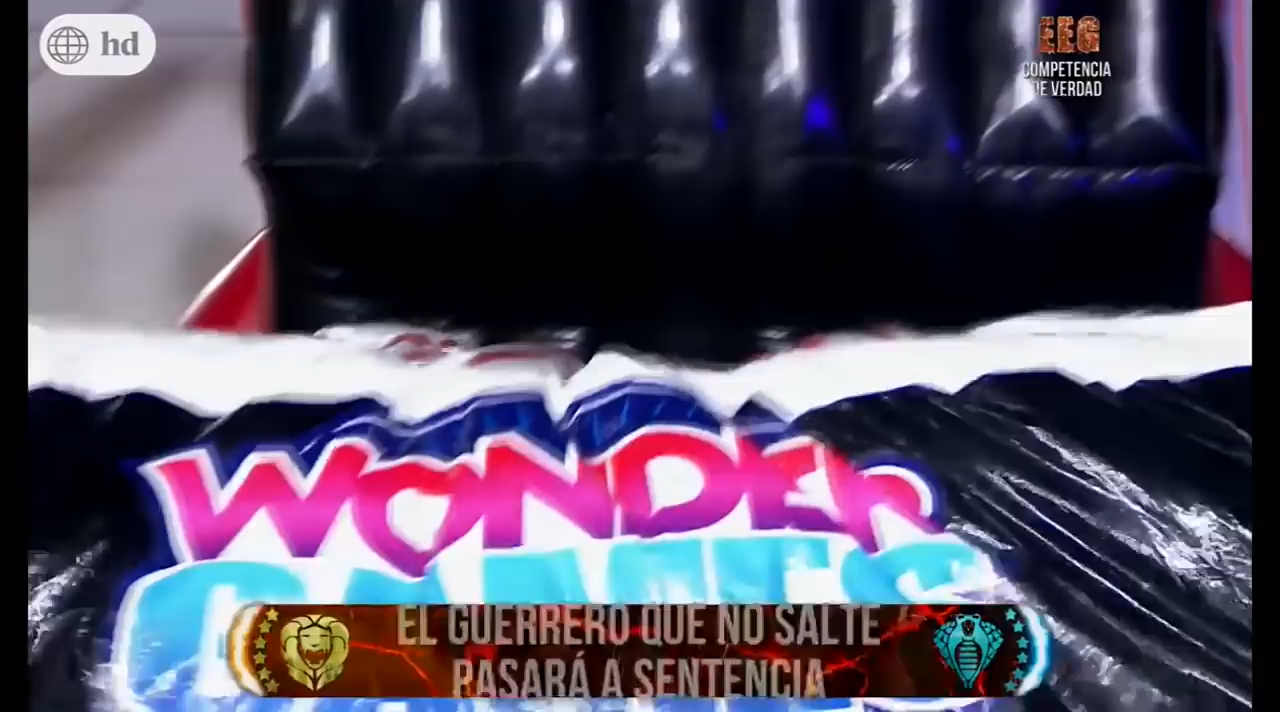 hd
EEG
COMPETENCIA
DE VERDAD
WONDER
EL GUERRERO QUE NO SALTE
PASARÁ A SENTENCIA